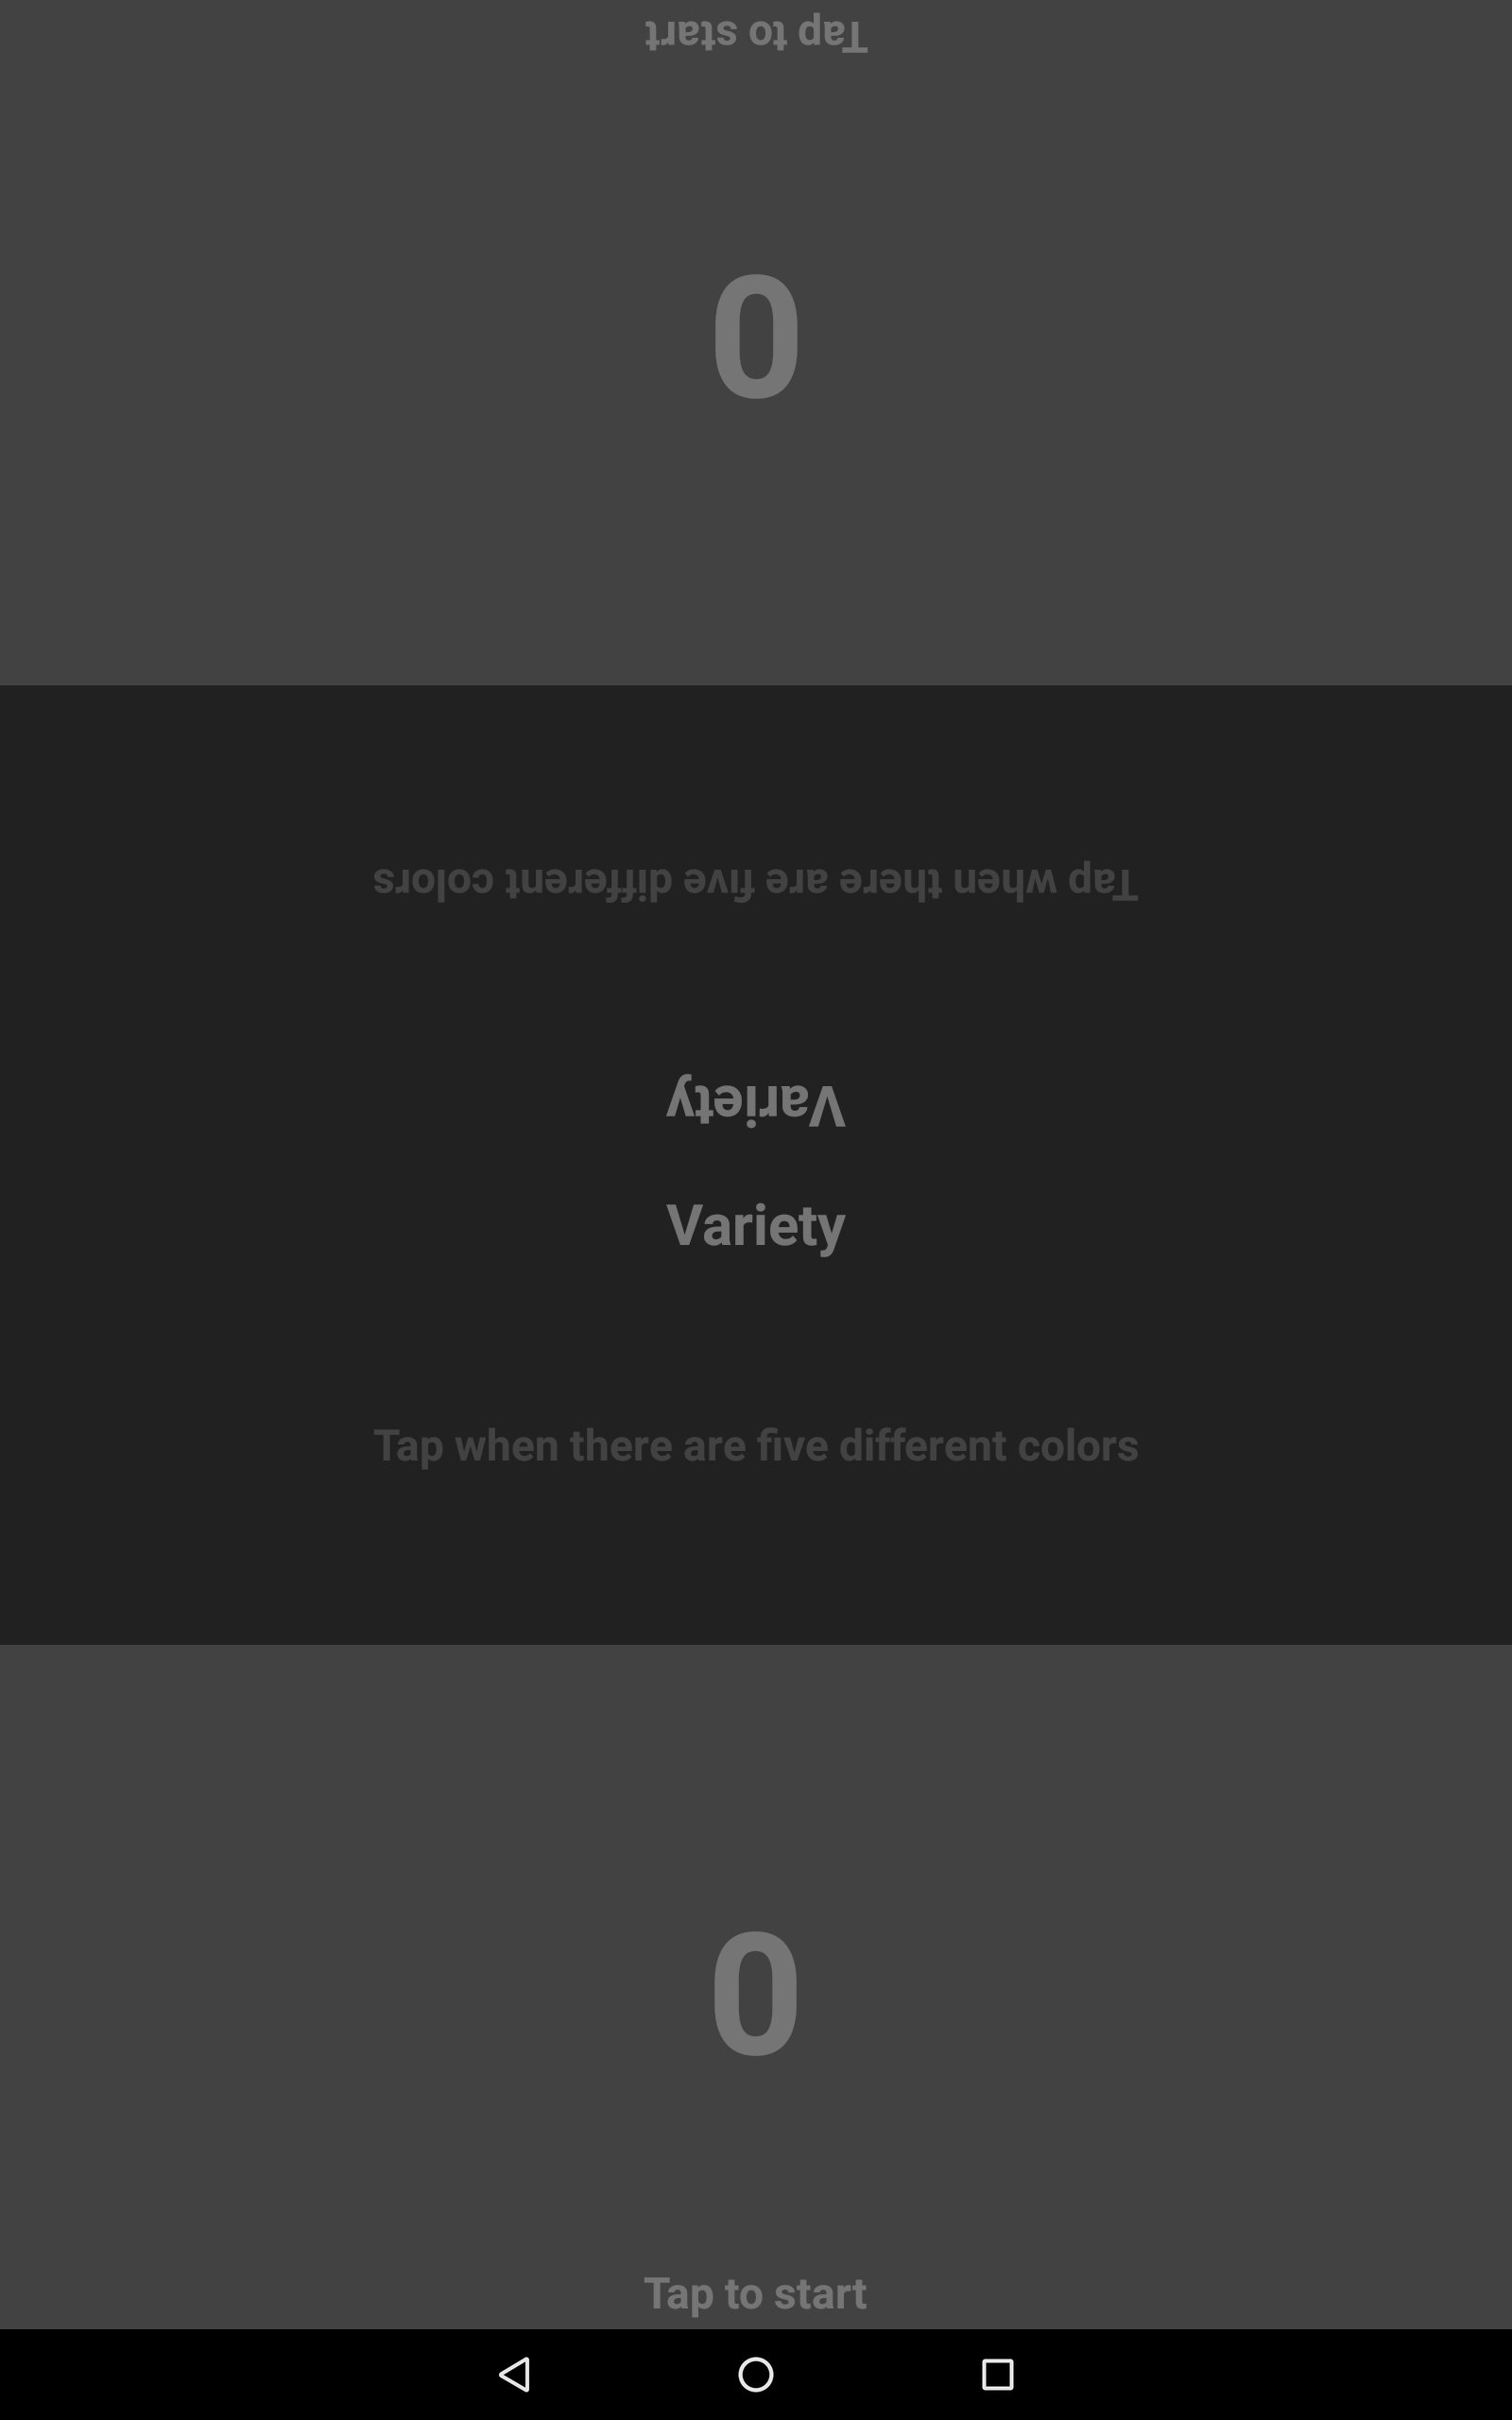 Tap to start
0
Tap when there are five different colors
Variety
Variety
Tap when there are five different colors
0
Tap to start